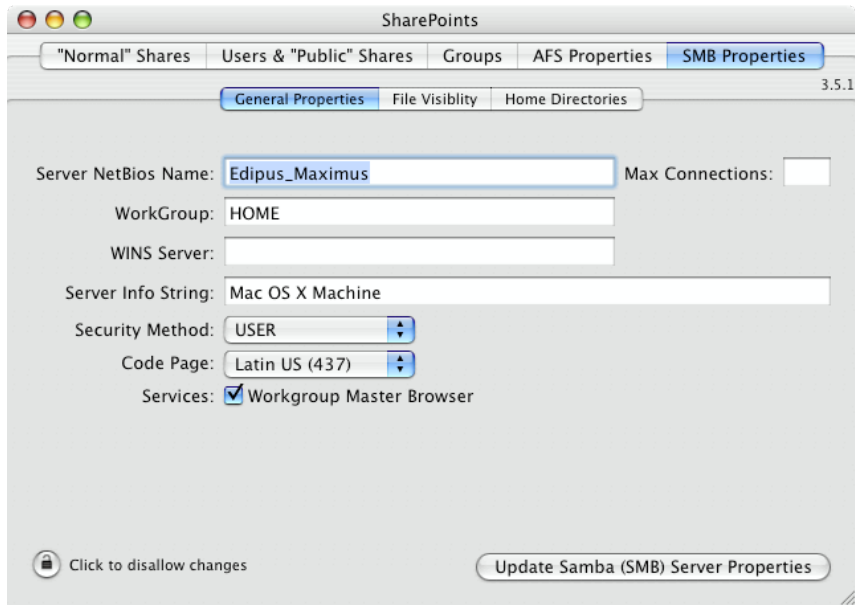 SharePoints
"Normal" Shares Users & "Public" Shares Groups AFS Properties SMB Properties
3.5.1
General Properties File Visiblity Home Directories
Server NetBios Name: Edipus_Maximus Max Connections:
WorkGroup: HOME
WINS Server:
Server Info String: Mac OS X Machine
Security Method: USER
Code Page: Latin US (437)
Services: Workgroup Master Browser
Click to disallow changes Update Samba (SMB) Server Properties